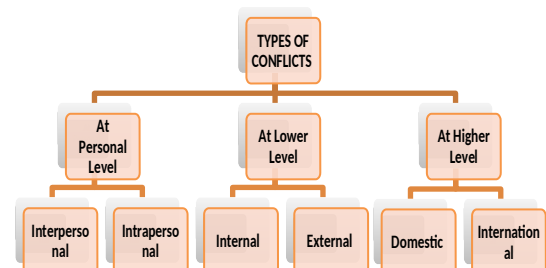 TYPES OF
CONFLICTS
At
Personal
Level
At Lower
Level
At Higher
Level
Interperso
nal
Intraperso
nal
Internal
External
Domestic
Internation
al